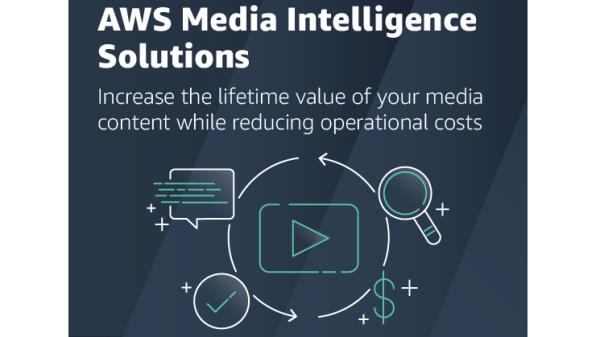 AWS Media Intelligence
Solutions
Increase the lifetime value of your media
content while reducing operational costs
$